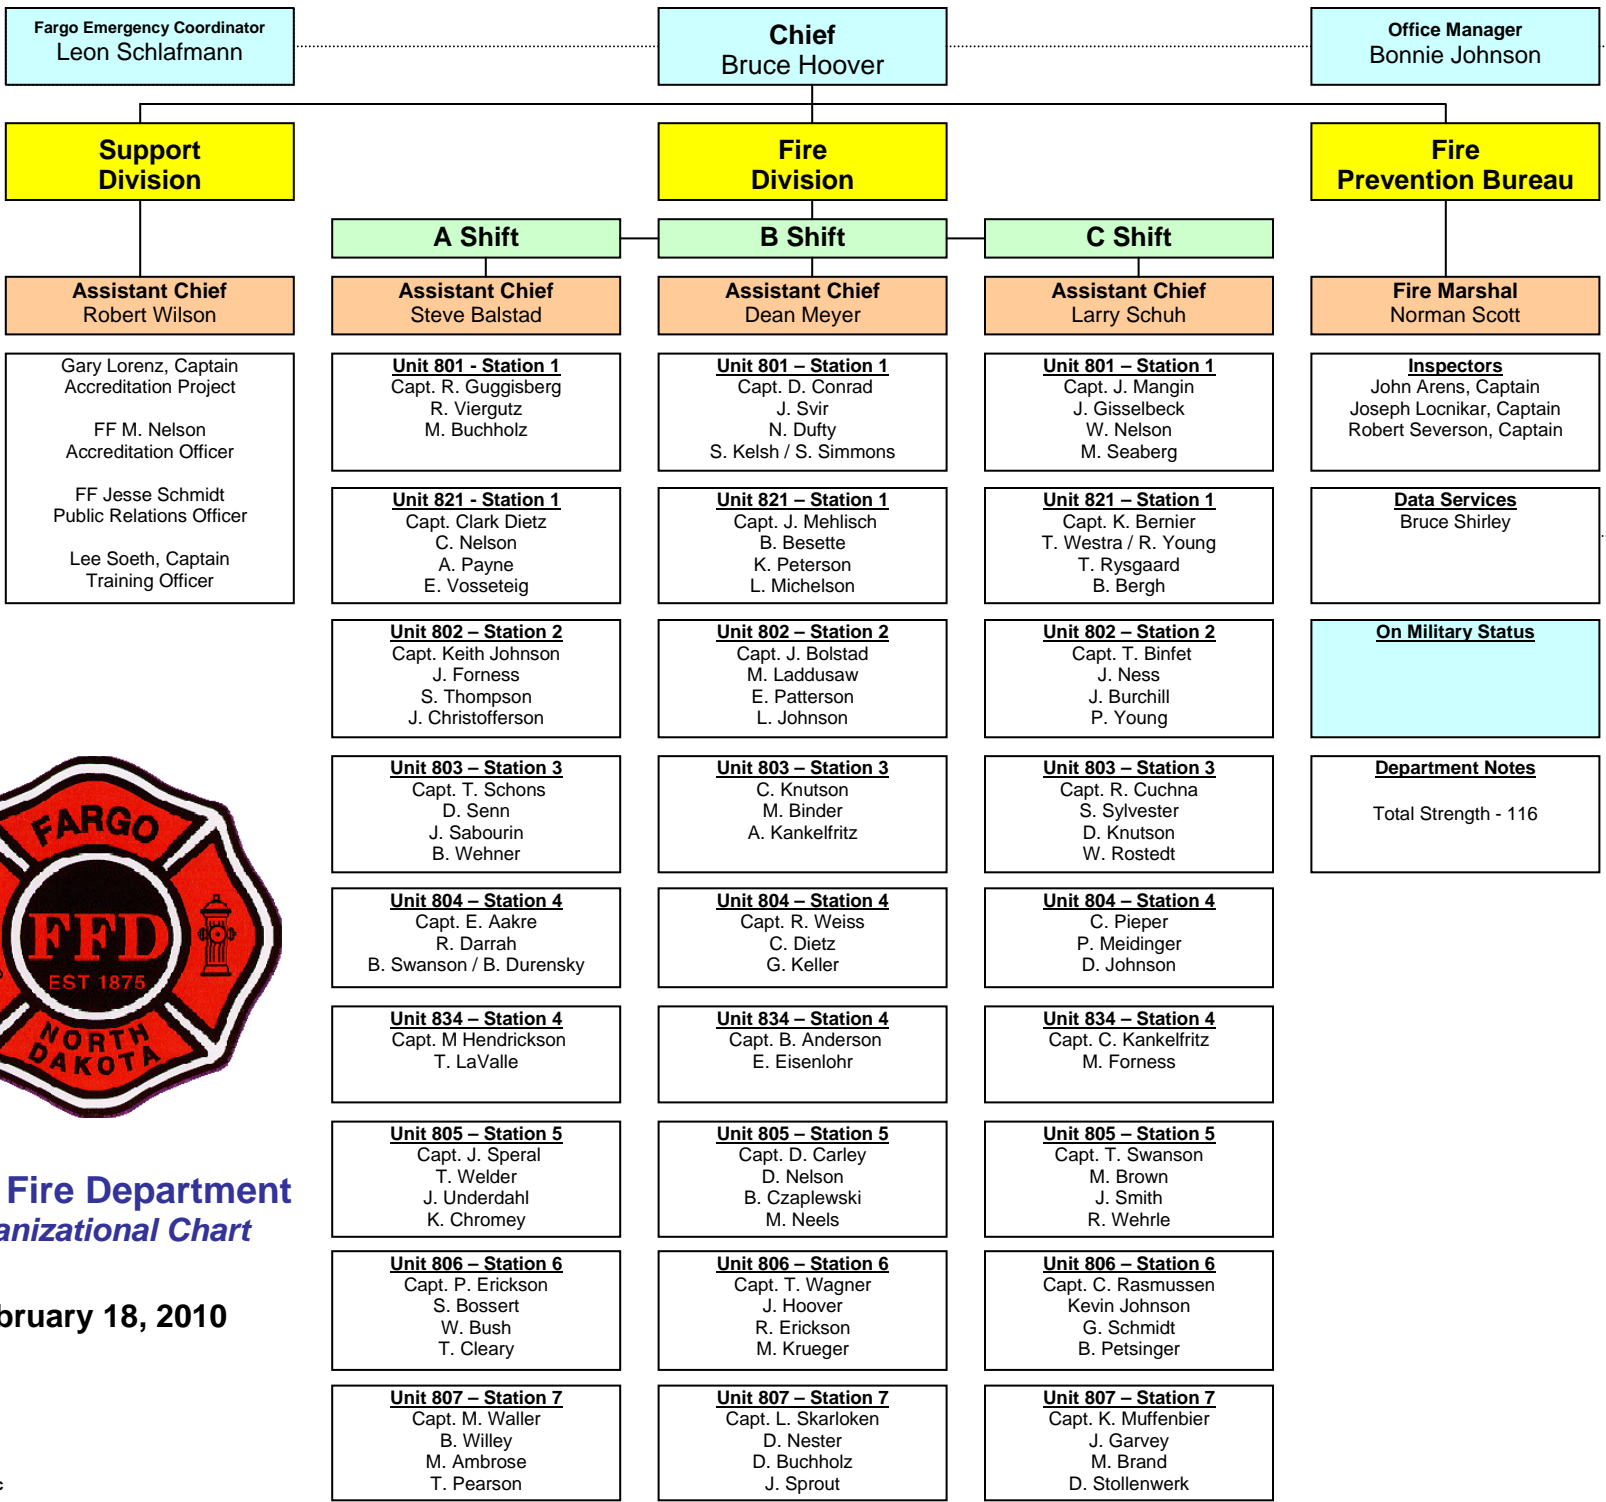 Fargo Emergency Coordinator
Leon Schlafmann
Chief
Bruce Hoover
Office Manager
Bonnie Johnson
Support
Division
Fire
Division
Fire
Prevention Bureau
A Shift
B Shift
C Shift
Assistant Chief
Robert Wilson
Assistant Chief
Steve Balstad
Assistant Chief
Dean Meyer
Assistant Chief
Larry Schuh
Fire Marshal
Norman Scott
Gary Lorenz, Captain
Accreditation Project
FF M. Nelson
Accreditation Officer
FF Jesse Schmidt
Public Relations Officer
Lee Soeth, Captain
Training Officer
Unit 801 - Station 1
Capt. R. Guggisberg
R. Viergutz
M. Buchholz
Unit 801 – Station 1
Capt. D. Conrad
J. Svir
N. Dufty
S. Kelsh / S. Simmons
Unit 801 – Station 1
Capt. J. Mangin
J. Gisselbeck
W. Nelson
M. Seaberg
Inspectors
John Arens, Captain
Joseph Locnikar, Captain
Robert Severson, Captain
Unit 821 - Station 1
Capt. Clark Dietz
C. Nelson
A. Payne
E. Vosseteig
Unit 821 – Station 1
Capt. J. Mehlisch
B. Besette
K. Peterson
L. Michelson
Unit 821 – Station 1
Capt. K. Bernier
T. Westra / R. Young
T. Rysgaard
B. Bergh
Data Services
Bruce Shirley
Unit 802 – Station 2
Capt. Keith Johnson
J. Forness
S. Thompson
J. Christofferson
Unit 802 – Station 2
Capt. J. Bolstad
M. Laddusaw
E. Patterson
L. Johnson
Unit 802 – Station 2
Capt. T. Binfet
J. Ness
J. Burchill
P. Young
On Military Status
Unit 803 – Station 3
Capt. T. Schons
D. Senn
J. Sabourin
B. Wehner
Unit 803 – Station 3
C. Knutson
M. Binder
A. Kankelfritz
Unit 803 – Station 3
Capt. R. Cuchna
S. Sylvester
D. Knutson
W. Rostedt
Department Notes
Total Strength - 116
FARGO
FFD
EST 1875
NORTH
DAKOTA
Unit 804 – Station 4
Capt. E. Aakre
R. Darrah
B. Swanson / B. Durensky
Unit 804 – Station 4
Capt. R. Weiss
C. Dietz
G. Keller
Unit 804 – Station 4
C. Pieper
P. Meidinger
D. Johnson
Unit 834 – Station 4
Capt. M Hendrickson
T. LaValle
Unit 834 – Station 4
Capt. B. Anderson
E. Eisenlohr
Unit 834 – Station 4
Capt. C. Kankelfritz
M. Forness
Fire Department
anizational Chart
bruary 18, 2010
Unit 805 – Station 5
Capt. J. Speral
T. Welder
J. Underdahl
K. Chromey
Unit 805 – Station 5
Capt. D. Carley
D. Nelson
B. Czaplewski
M. Neels
Unit 805 – Station 5
Capt. T. Swanson
M. Brown
J. Smith
R. Wehrle
Unit 806 – Station 6
Capt. P. Erickson
S. Bossert
W. Bush
T. Cleary
Unit 806 – Station 6
Capt. T. Wagner
J. Hoover
R. Erickson
M. Krueger
Unit 806 – Station 6
Capt. C. Rasmussen
Kevin Johnson
G. Schmidt
B. Petsinger
Unit 807 – Station 7
Capt. M. Waller
B. Willey
M. Ambrose
T. Pearson
Unit 807 – Station 7
Capt. L. Skarloken
D. Nester
D. Buchholz
J. Sprout
Unit 807 – Station 7
Capt. K. Muffenbier
J. Garvey
M. Brand
D. Stollenwerk